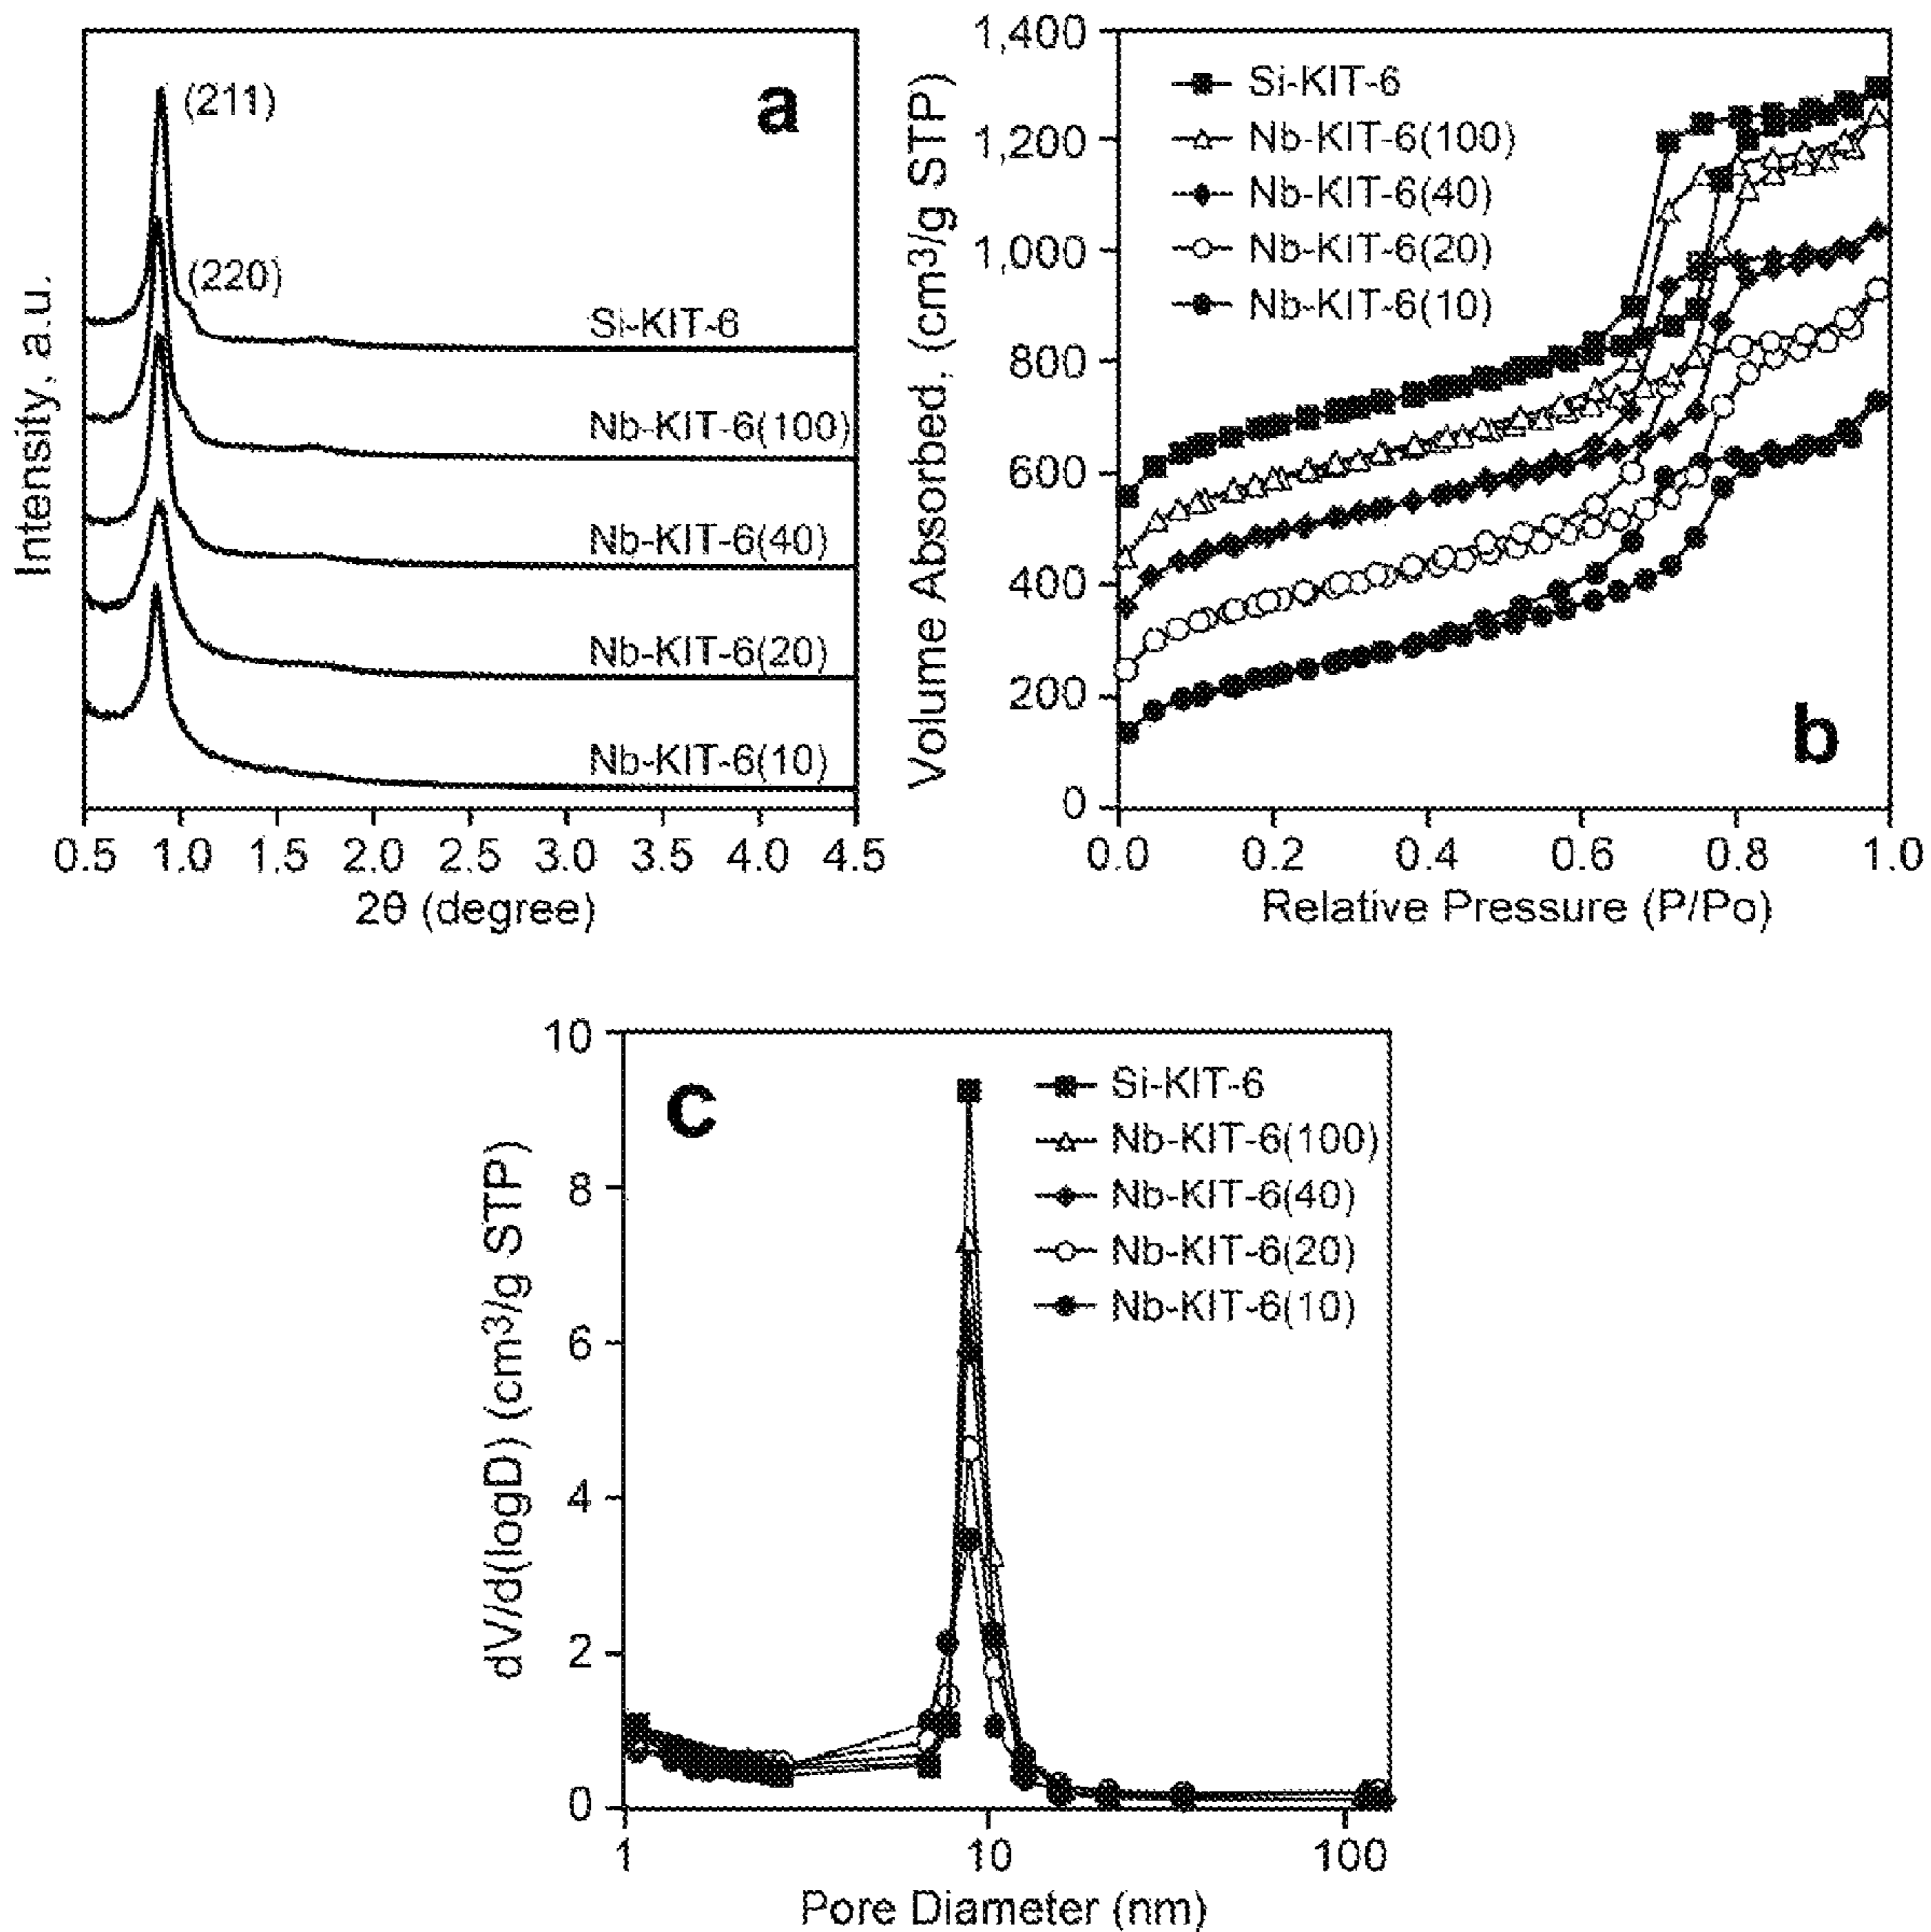 a
(211)
(220)
Si-KIT-6
Nb-KIT-6(100)
Nb-KIT-6(40)
Nb-KIT-6(20)
Nb-KIT-6(10)
Intensity, a.u.
0.5 1.0 1.5 2.0 2.5 3.0 3.5 4.0 4.5
2θ (degree)
b
1,400
1,200
1,000
800
600
400
200
0
Volume Absorbed, (cm³/g STP)
Si-KIT-6
Nb-KIT-6(100)
Nb-KIT-6(40)
Nb-KIT-6(20)
Nb-KIT-6(10)
0.0 0.2 0.4 0.6 0.8 1.0
Relative Pressure (P/Po)
c
10
8
6
4
2
0
dV/d(logD) (cm³/g STP)
Si-KIT-6
Nb-KIT-6(100)
Nb-KIT-6(40)
Nb-KIT-6(20)
Nb-KIT-6(10)
1 10 100
Pore Diameter (nm)